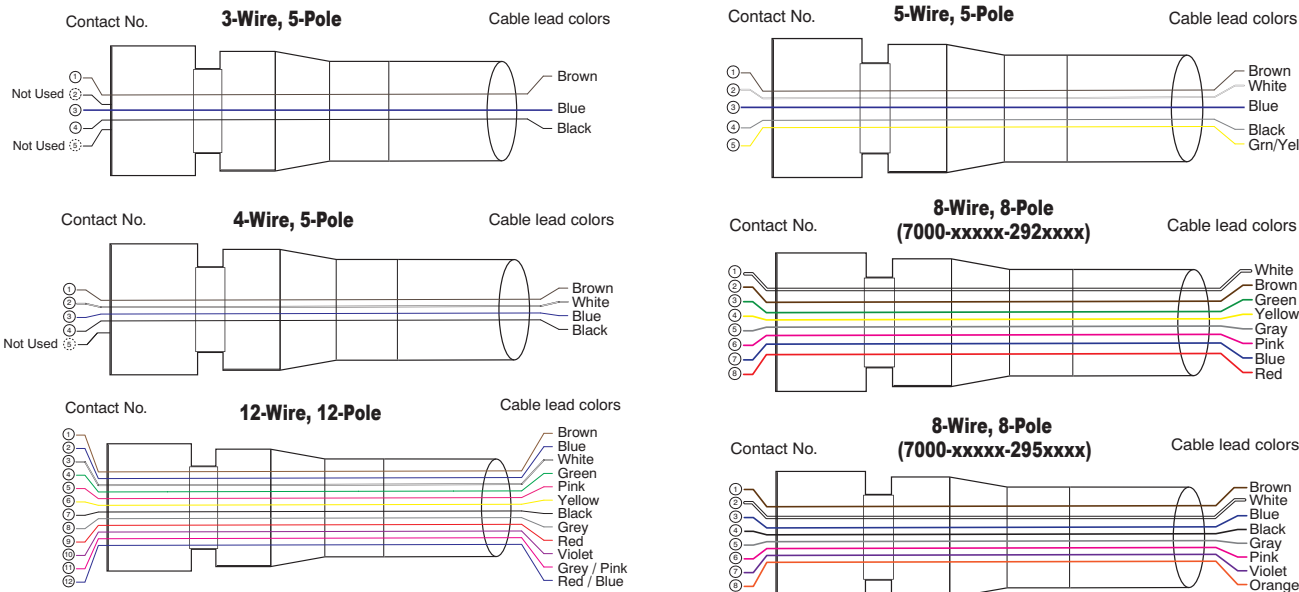 Contact No. 3-Wire, 5-Pole Cable lead colors
1 Brown
Not Used 2
3 Blue
4 Black
Not Used 5
Contact No. 4-Wire, 5-Pole Cable lead colors
1 Brown
2 White
3 Blue
4 Black
Not Used 5
Contact No. 12-Wire, 12-Pole Cable lead colors
1 Brown
2 Blue
3 White
4 Green
5 Pink
6 Yellow
7 Black
8 Grey
9 Red
10 Violet
11 Grey / Pink
12 Red / Blue
Contact No. 5-Wire, 5-Pole Cable lead colors
1 Brown
2 White
3 Blue
4 Black
5 Grn/Yel
8-Wire, 8-Pole
Contact No. (7000-xxxxx-292xxxx) Cable lead colors
1 White
2 Brown
3 Green
4 Yellow
5 Gray
6 Pink
7 Blue
8 Red
8-Wire, 8-Pole
Contact No. (7000-xxxxx-295xxxx) Cable lead colors
1 Brown
2 White
3 Blue
4 Black
5 Gray
6 Pink
7 Violet
8 Orange